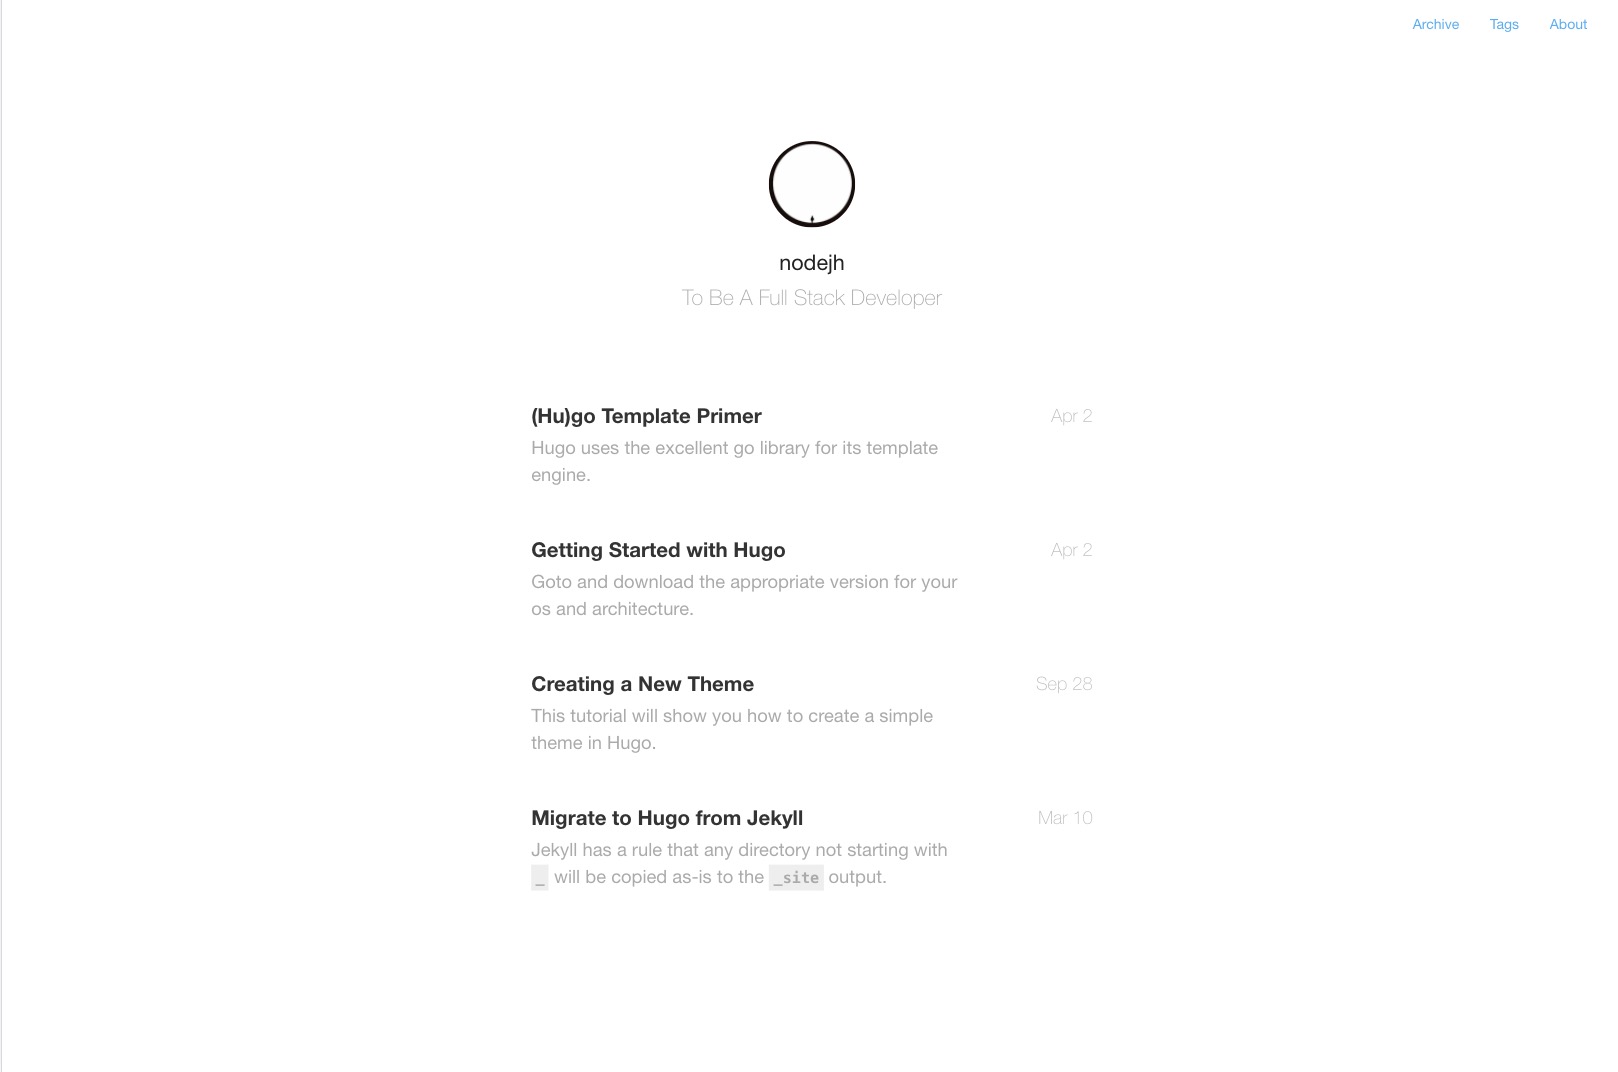 Archive Tags About
nodejh
To Be A Full Stack Developer
(Hu)go Template Primer Apr 2
Hugo uses the excellent go library for its template
engine.
Getting Started with Hugo Apr 2
Goto and download the appropriate version for your
os and architecture.
Creating a New Theme Sep 28
This tutorial will show you how to create a simple
theme in Hugo.
Migrate to Hugo from Jekyll Mar 10
Jekyll has a rule that any directory not starting with
_ will be copied as-is to the _site output.